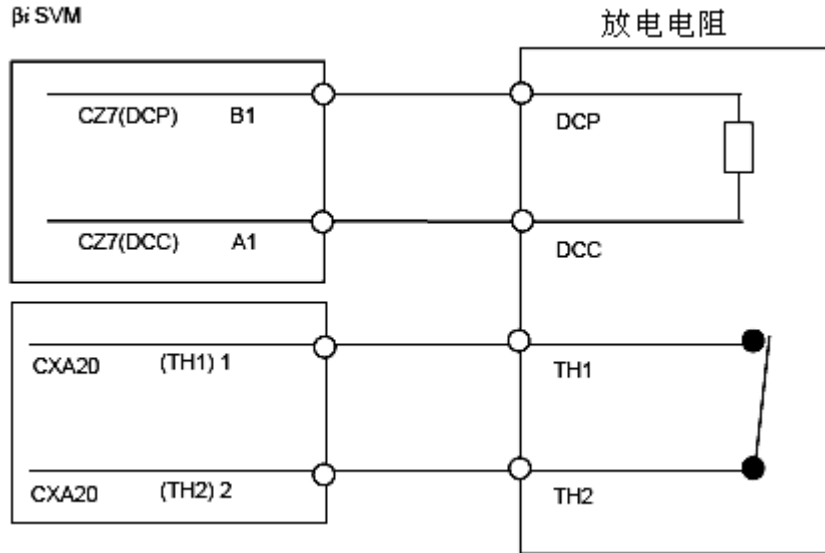 βi SVM
放电电阻
CZ7(DCP) B1
DCP
CZ7(DCC) A1
DCC
CXA20 (TH1) 1
TH1
CXA20 (TH2) 2
TH2